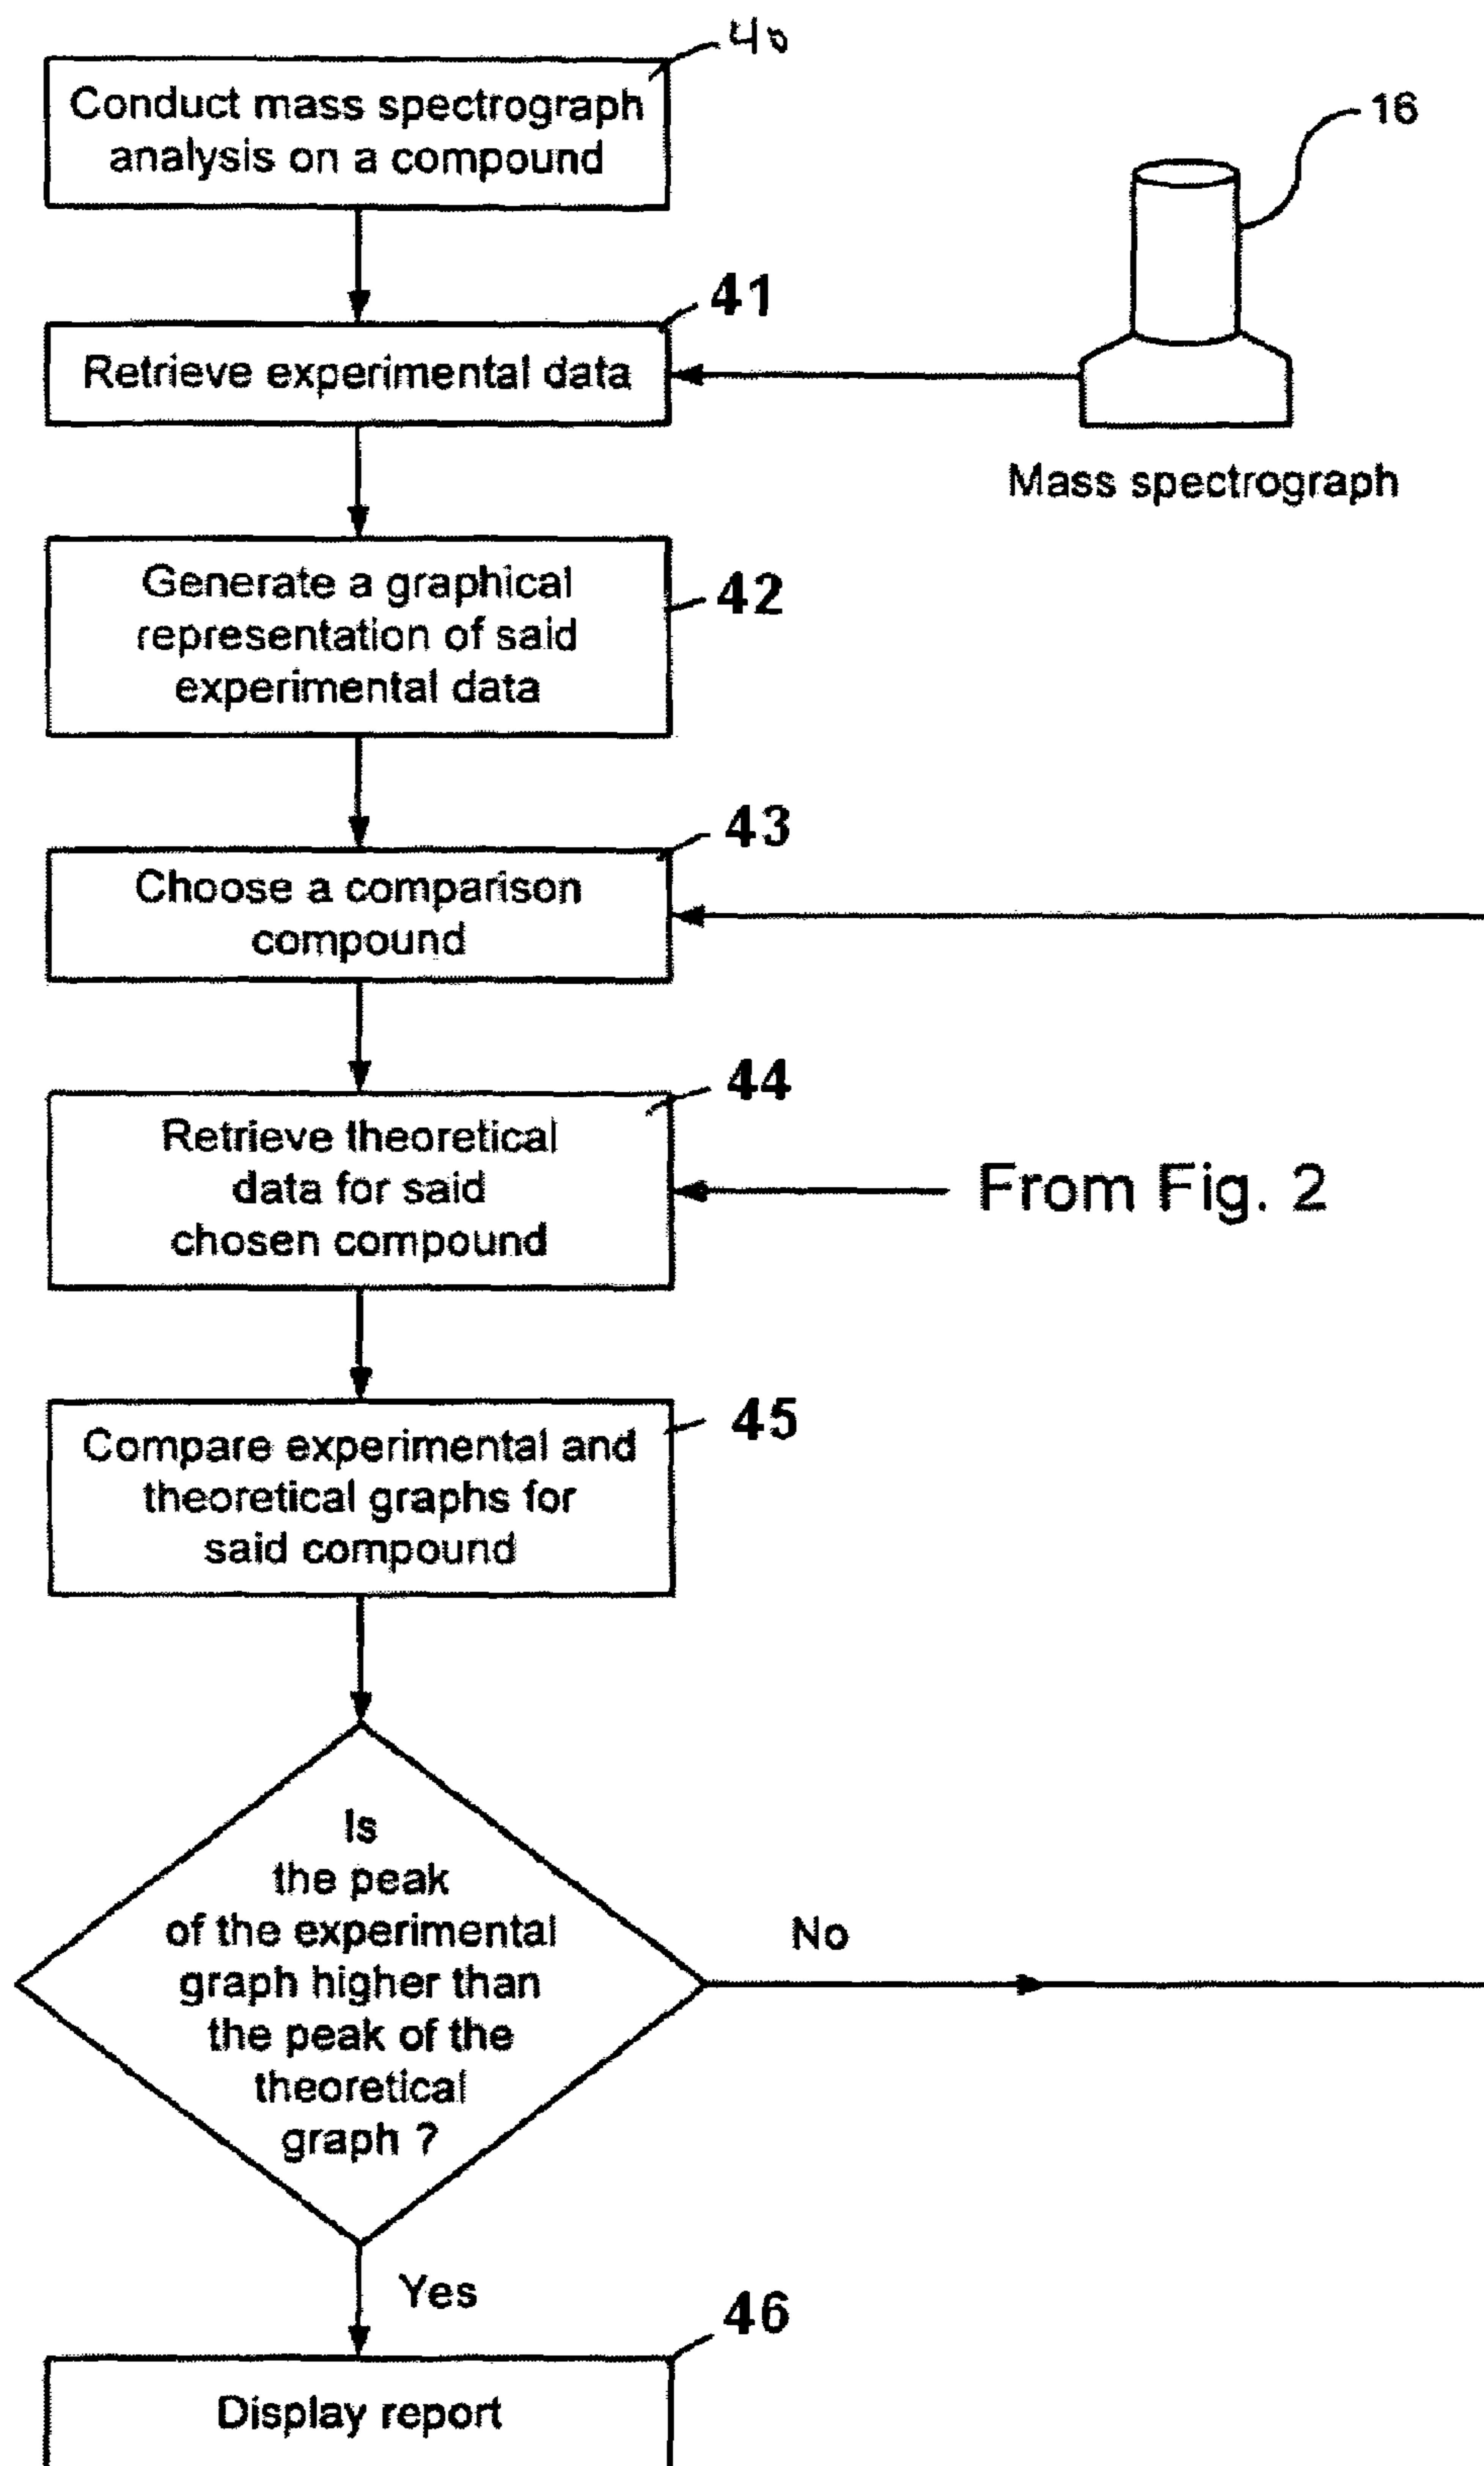 40
Conduct mass spectrograph
analysis on a compound
16
41
Retrieve experimental data
Mass spectrograph
Generate a graphical
representation of said
experimental data
42
43
Choose a comparison
compound
44
Retrieve theoretical
data for said
chosen compound
From Fig. 2
45
Compare experimental and
theoretical graphs for
said compound
Is
the peak
of the experimental
graph higher than
the peak of the
theoretical
graph ?
No
Yes
46
Display report